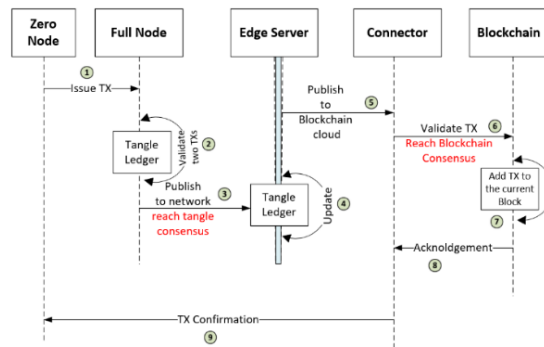 Zero
Node
Full Node
Edge Server
Connector
Blockchain
1
Issue TX
Publish
to
Blockchain
cloud
5
Tangle
Ledger
Validate
two TXs
2
Validate TX
6
Reach Blockchain
Consensus
Publish
to network
3
reach tangle
consensus
Tangle
Ledger
Update
4
Add TX to
the current
Block
7
Acknoldgement
8
TX Confirmation
9